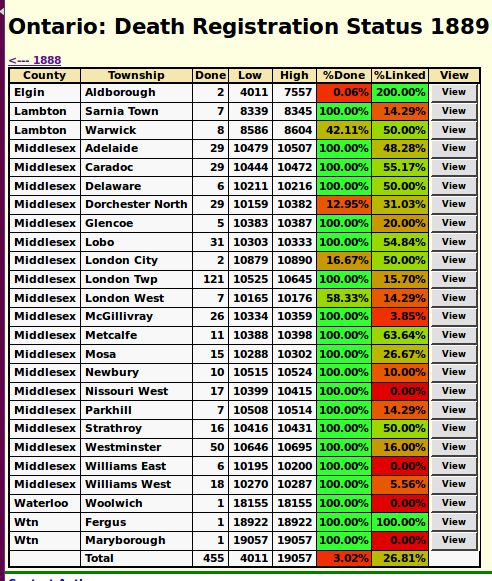 Ontario: Death Registration Status 1889
<--- 1888
County Township Done Low High %Done %Linked View
Elgin Aldborough 2 4011 7557 0.06% 200.00% View
Lambton Sarnia Town 7 8339 8345 100.00% 14.29% View
Lambton Warwick 8 8586 8604 42.11% 50.00% View
Middlesex Adelaide 29 10479 10507 100.00% 48.28% View
Middlesex Caradoc 29 10444 10472 100.00% 55.17% View
Middlesex Delaware 6 10211 10216 100.00% 50.00% View
Middlesex Dorchester North 29 10159 10382 12.95% 31.03% View
Middlesex Glencoe 5 10383 10387 100.00% 20.00% View
Middlesex Lobo 31 10303 10333 100.00% 54.84% View
Middlesex London City 2 10879 10890 16.67% 50.00% View
Middlesex London Twp 121 10525 10645 100.00% 15.70% View
Middlesex London West 7 10165 10176 58.33% 14.29% View
Middlesex McGillivray 26 10334 10359 100.00% 3.85% View
Middlesex Metcalfe 11 10388 10398 100.00% 63.64% View
Middlesex Mosa 15 10288 10302 100.00% 26.67% View
Middlesex Newbury 10 10515 10524 100.00% 10.00% View
Middlesex Nissouri West 17 10399 10415 100.00% 0.00% View
Middlesex Parkhill 7 10508 10514 100.00% 14.29% View
Middlesex Strathroy 16 10416 10431 100.00% 50.00% View
Middlesex Westminster 50 10646 10695 100.00% 16.00% View
Middlesex Williams East 6 10195 10200 100.00% 0.00% View
Middlesex Williams West 18 10270 10287 100.00% 5.56% View
Waterloo Woolwich 1 18155 18155 100.00% 0.00% View
Wtn Fergus 1 18922 18922 100.00% 100.00% View
Wtn Maryborough 1 19057 19057 100.00% 0.00% View
Total 455 4011 19057 3.02% 26.81%